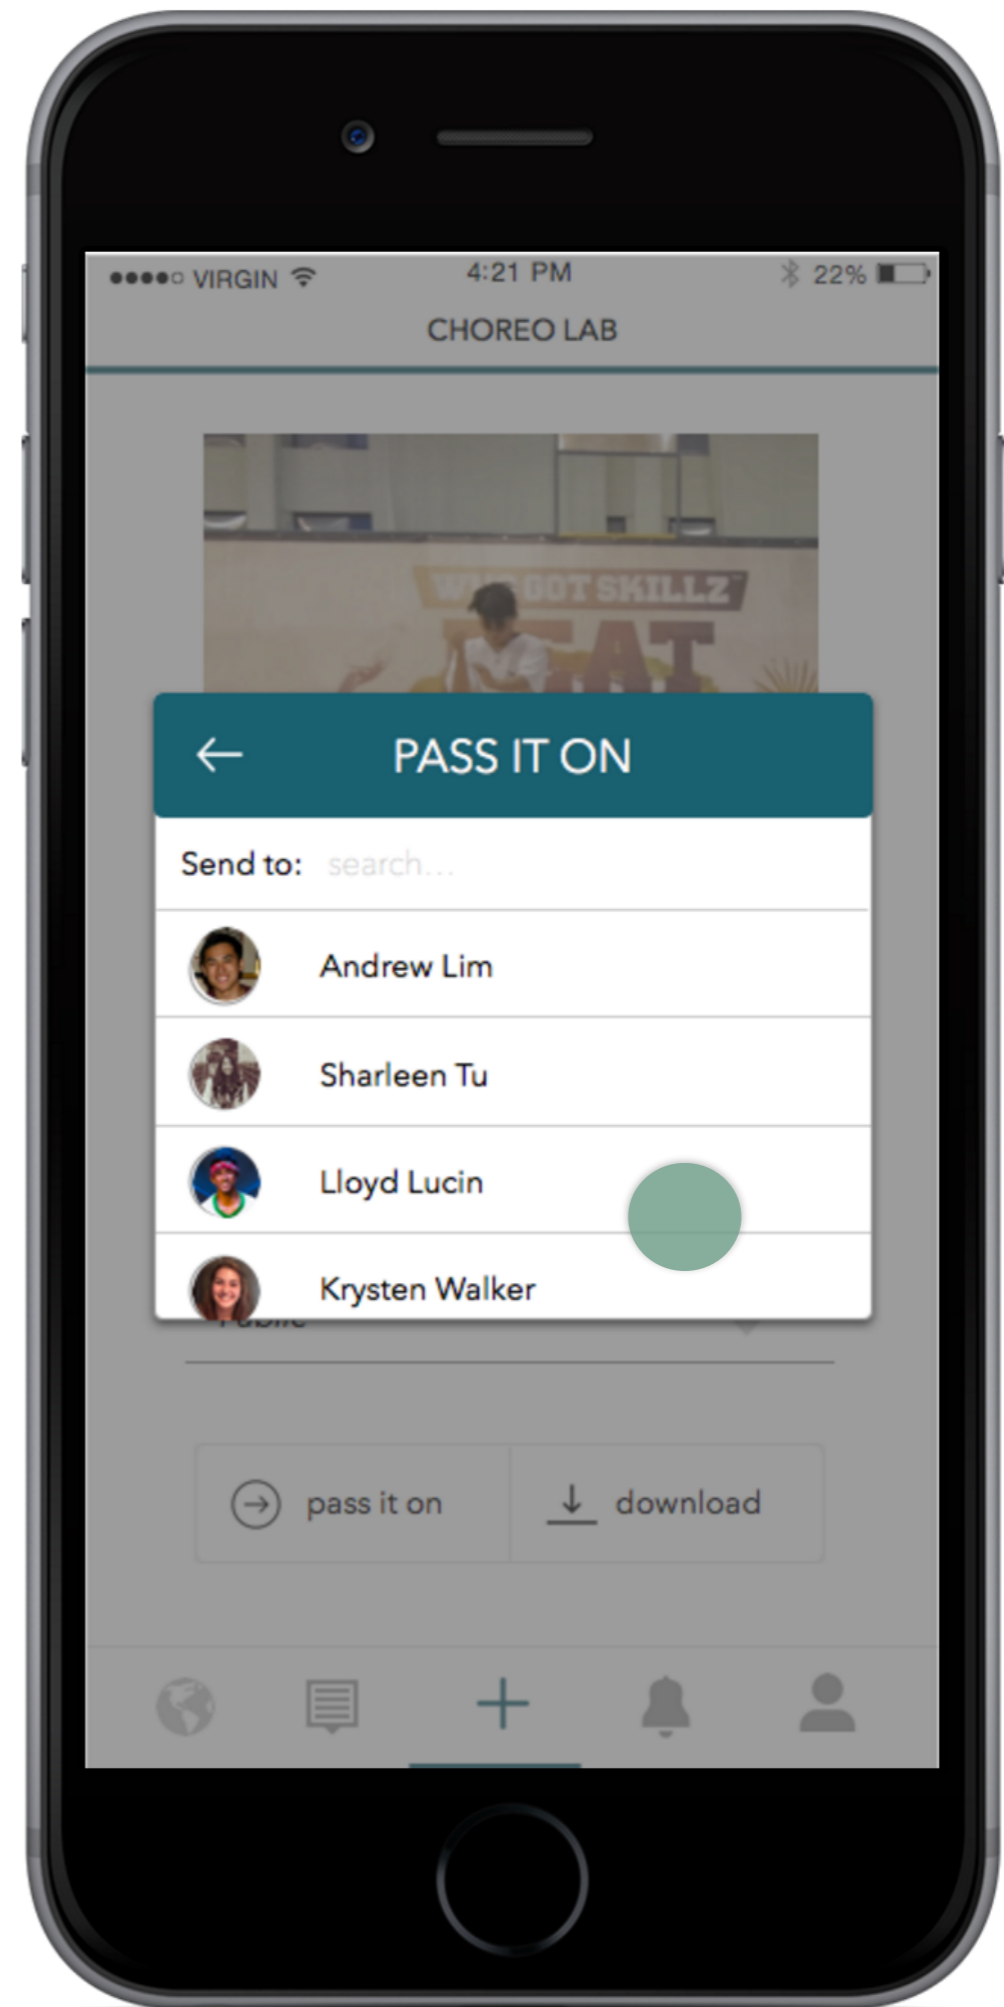 VIRGIN 4:21 PM 22%
CHOREO LAB
GOT SKILLZ
PASS IT ON
Send to: search...
Andrew Lim
Sharleen Tu
Lloyd Lucin
Krysten Walker
Public
pass it on download